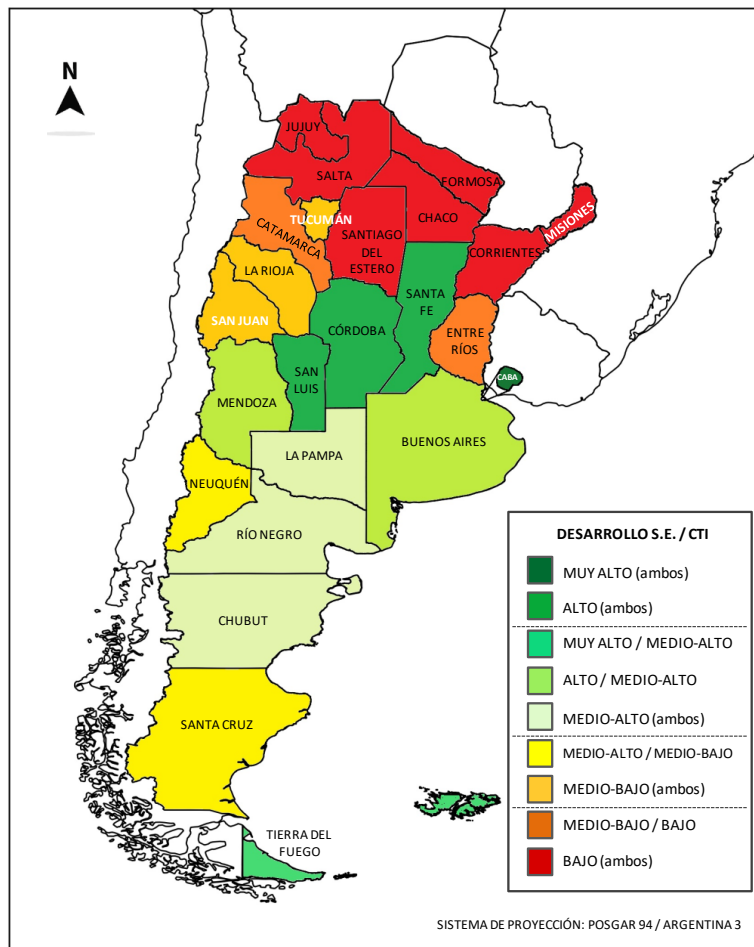 N
JUJUY
SALTA
FORMOSA
CHACO
MISIONES
TUCUMÁN
CATAMARCA
SANTIAGO
DEL
ESTERO
CORRIENTES
LA RIOJA
SANTA
FE
SAN JUAN
CÓRDOBA
ENTRE
RÍOS
SAN
LUIS
CABA
MENDOZA
BUENOS AIRES
LA PAMPA
NEUQUÉN
RÍO NEGRO
CHUBUT
SANTA CRUZ
TIERRA DEL
FUEGO
DESARROLLO S.E. / CTI
MUY ALTO (ambos)
ALTO (ambos)
MUY ALTO / MEDIO-ALTO
ALTO / MEDIO-ALTO
MEDIO-ALTO (ambos)
MEDIO-ALTO / MEDIO-BAJO
MEDIO-BAJO (ambos)
MEDIO-BAJO / BAJO
BAJO (ambos)
SISTEMA DE PROYECCIÓN: POSGAR 94 / ARGENTINA 3